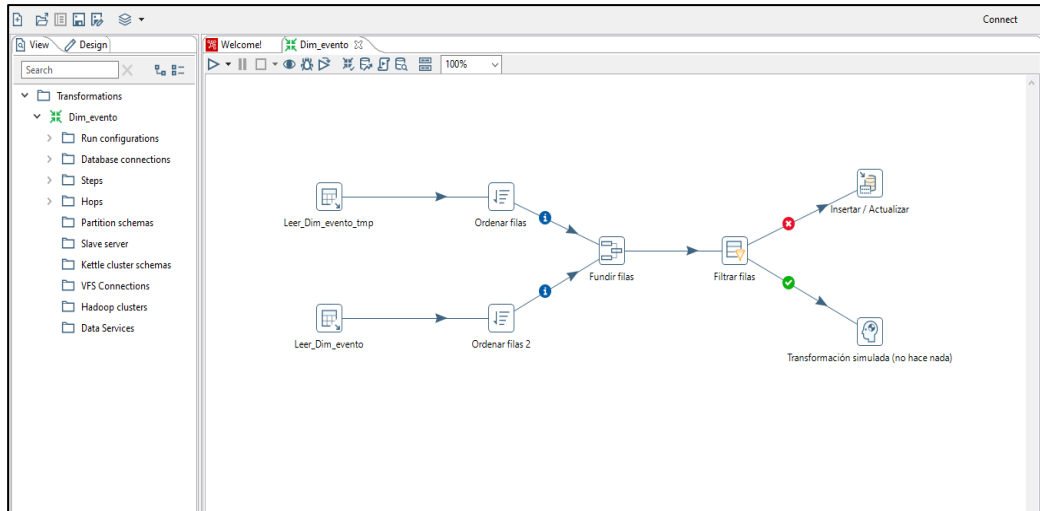 Connect
View
Design
Welcome!
Dim_evento
Search
100%
Transformations
Dim_evento
Run configurations
Database connections
Steps
Hops
Partition schemas
Slave server
Kettle cluster schemas
VFS Connections
Hadoop clusters
Data Services
Leer_Dim_evento_tmp
Ordenar filas
Insertar / Actualizar
Fundir filas
Filtrar filas
Leer_Dim_evento
Ordenar filas 2
Transformación simulada (no hace nada)